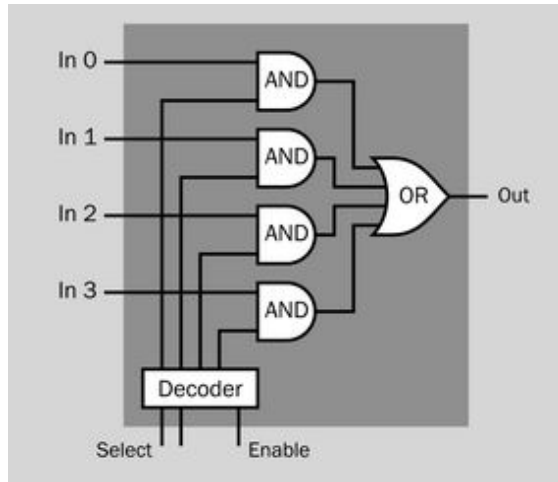 In 0
AND
In 1
AND
OR
Out
In 2
AND
In 3
AND
Decoder
Select
Enable